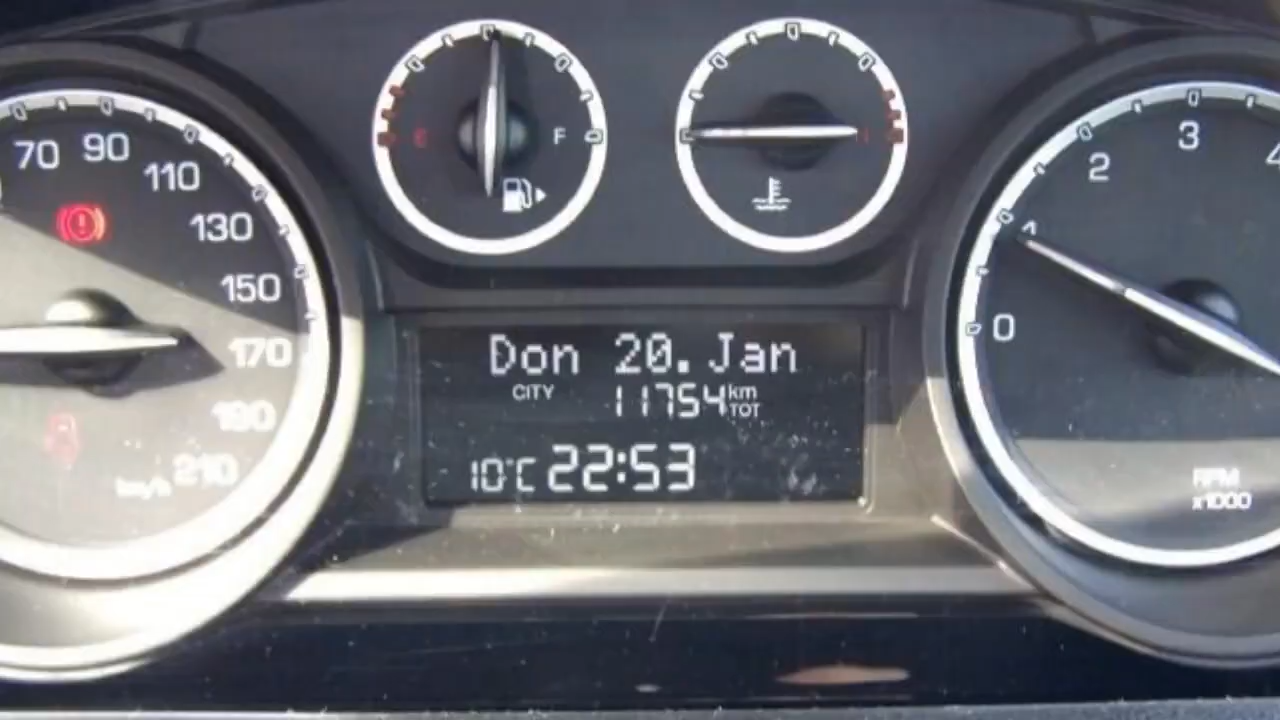 70 90 110 130 150 170 190 210
km/h
E F
0 1 2 3 4
RPM
x1000
Don 20. Jan
CITY 11754 km TOT
10°C 22:53